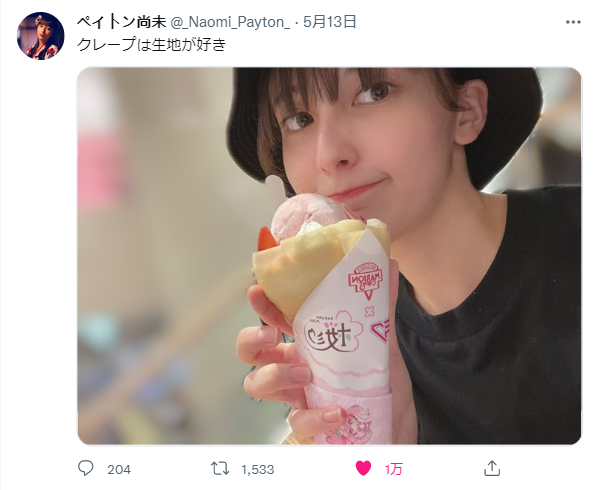 ペイトン尚未 @_Naomi_Payton_ · 5月13日
クレープは生地が好き
MARION
204
1,533
1万